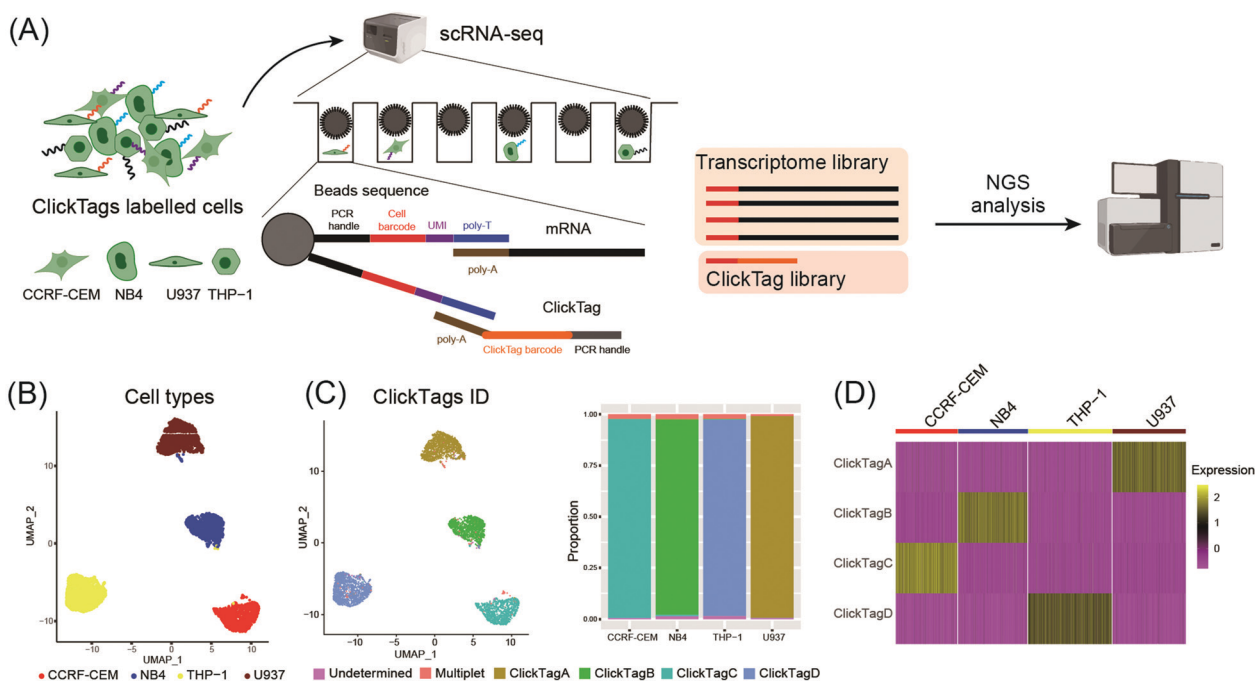 (A)
scRNA-seq
ClickTags labelled cells
CCRF-CEM NB4 U937 THP-1
Beads sequence
PCR
handle
Cell
barcode
UMI
poly-T
mRNA
poly-A
ClickTag
poly-A
ClickTag barcode
PCR handle
Transcriptome library
ClickTag library
NGS
analysis
(B)
Cell types
UMAP_2
10
0
−10
−10 −5 0 5 10
UMAP_1
CCRF-CEM NB4 THP-1 U937
(C)
ClickTags ID
UMAP_2
10
0
−10
−10 −5 0 5 10
UMAP_1
Proportion
1.00
0.75
0.50
0.25
0.00
CCRF-CEM NB4 THP-1 U937
Undetermined Multiplet ClickTagA ClickTagB ClickTagC ClickTagD
(D)
CCRF-CEM NB4 THP-1 U937
ClickTagA
ClickTagB
ClickTagC
ClickTagD
Expression
2
1
0